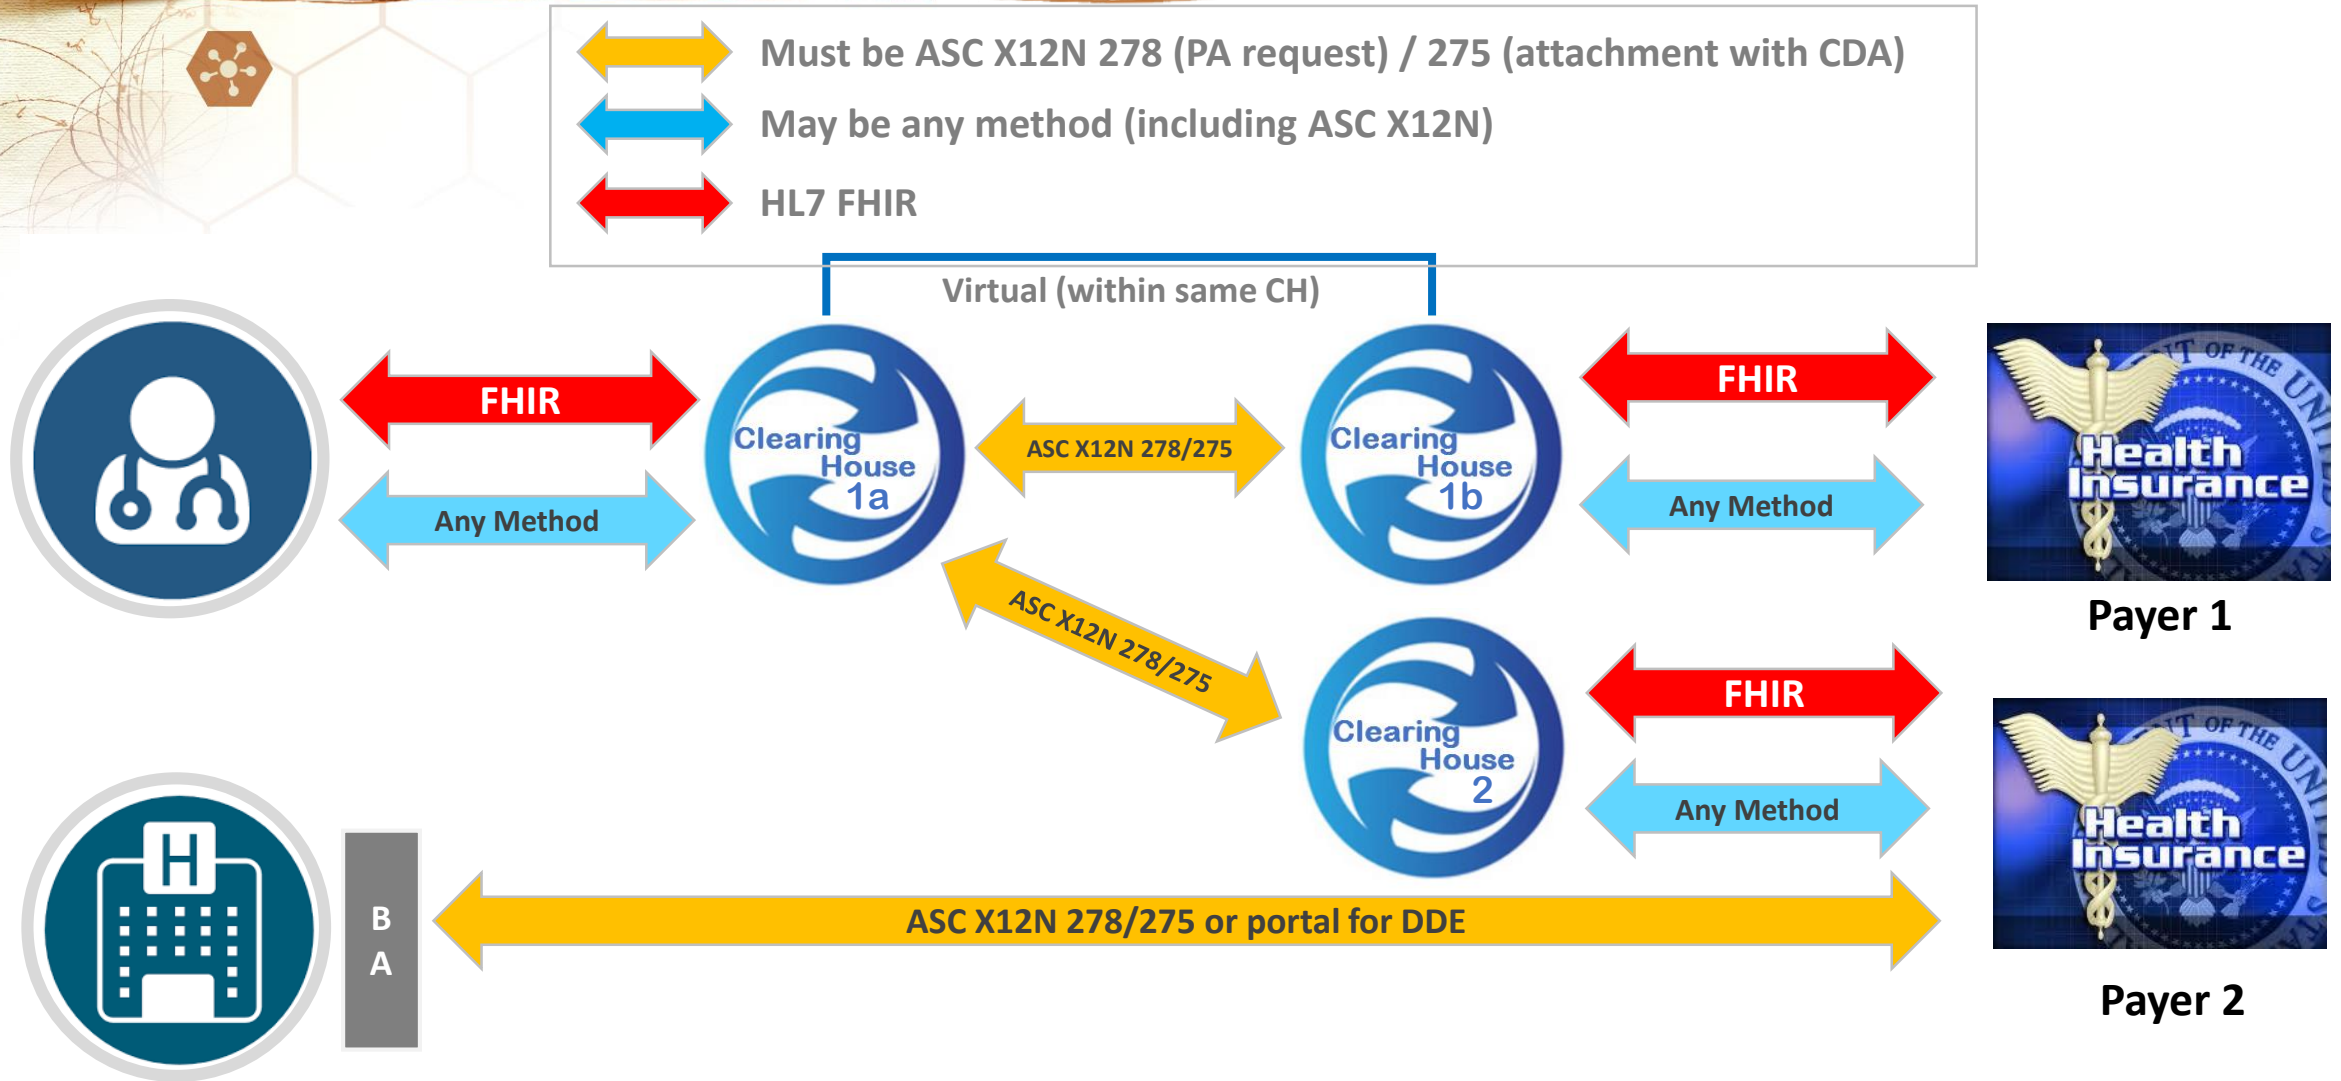 Must be ASC X12N 278 (PA request) / 275 (attachment with CDA)
May be any method (including ASC X12N)
HL7 FHIR
Virtual (within same CH)
FHIR
Any Method
Clearing
House
1a
ASC X12N 278/275
Clearing
House
1b
FHIR
Any Method
Health
Insurance
Payer 1
ASC X12N 278/275
Clearing
House
2
FHIR
Any Method
Health
Insurance
Payer 2
H
B
A
ASC X12N 278/275 or portal for DDE